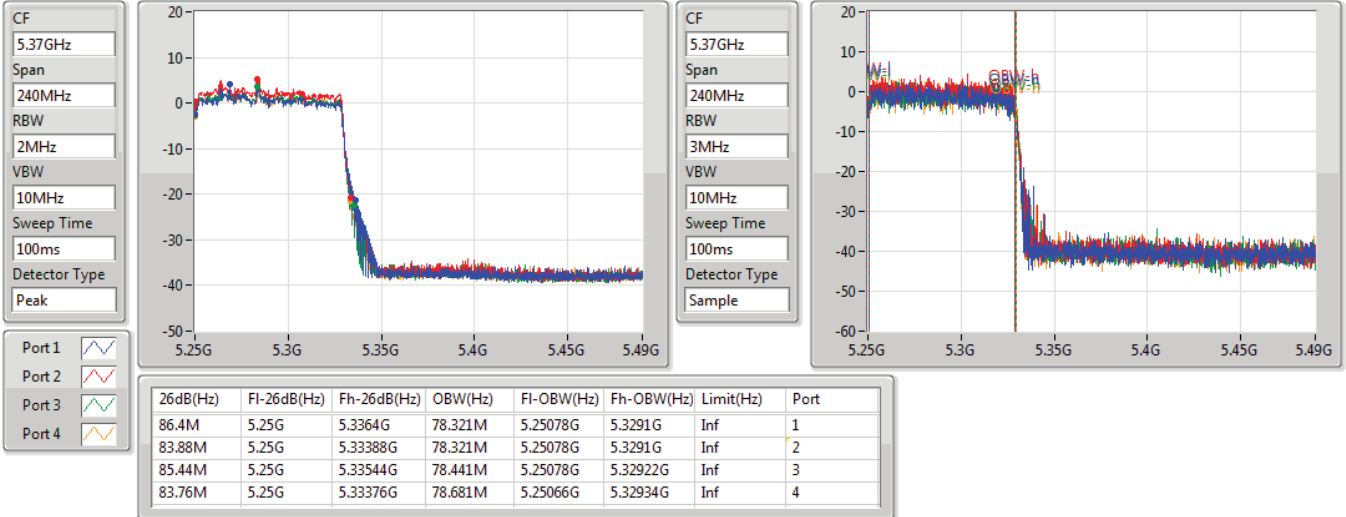 CF
5.37GHz
Span
240MHz
RBW
2MHz
VBW
10MHz
Sweep Time
100ms
Detector Type
Peak
20
10
0
-10
-20
-30
-40
-50
5.25G 5.3G 5.35G 5.4G 5.45G 5.49G
CF
5.37GHz
Span
240MHz
RBW
3MHz
VBW
10MHz
Sweep Time
100ms
Detector Type
Sample
20
10
0
-10
-20
-30
-40
-50
-60
OBW-h
5.25G 5.3G 5.35G 5.4G 5.45G 5.49G
Port 1
Port 2
Port 3
Port 4
26dB(Hz) Fl-26dB(Hz) Fh-26dB(Hz) OBW(Hz) Fl-OBW(Hz) Fh-OBW(Hz) Limit(Hz) Port
86.4M 5.25G 5.3364G 78.321M 5.25078G 5.3291G Inf 1
83.88M 5.25G 5.33388G 78.321M 5.25078G 5.3291G Inf 2
85.44M 5.25G 5.33544G 78.441M 5.25078G 5.32922G Inf 3
83.76M 5.25G 5.33376G 78.681M 5.25066G 5.32934G Inf 4